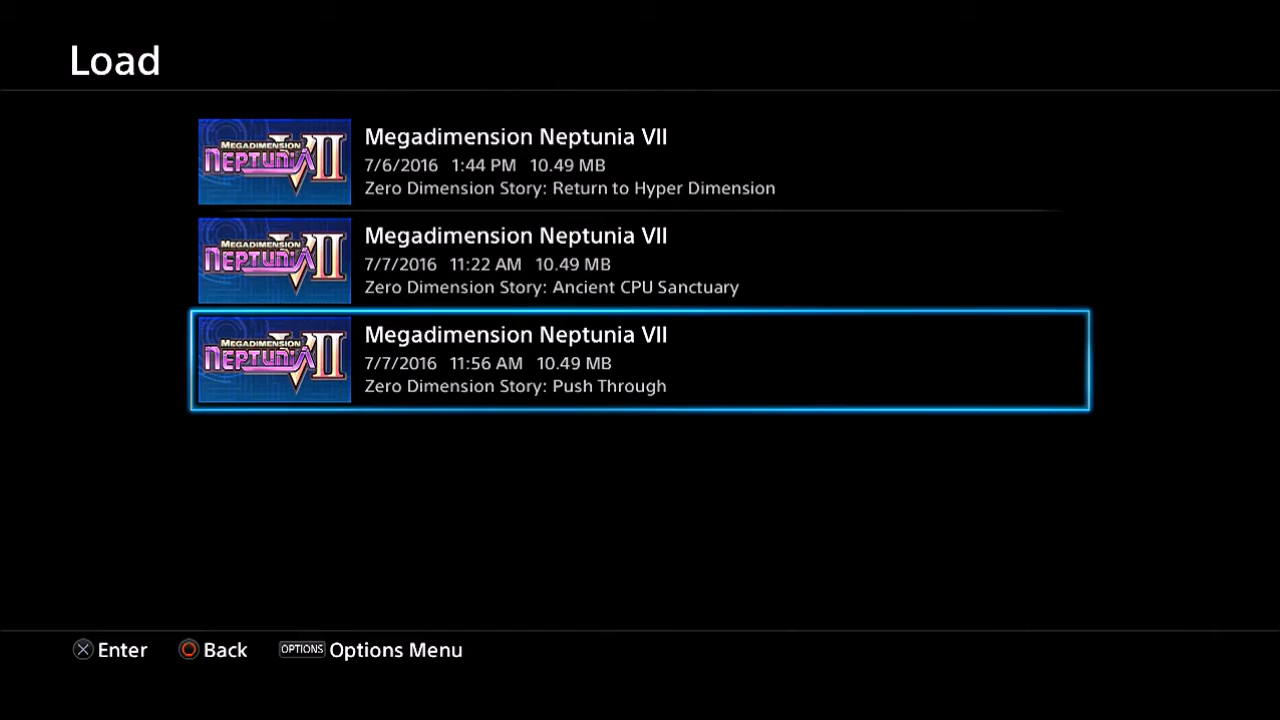 Load
MEGADIMENSION
NEPTUNIA VII
Megadimension Neptunia VII
7/6/2016 1:44 PM 10.49 MB
Zero Dimension Story: Return to Hyper Dimension
MEGADIMENSION
NEPTUNIA VII
Megadimension Neptunia VII
7/7/2016 11:22 AM 10.49 MB
Zero Dimension Story: Ancient CPU Sanctuary
MEGADIMENSION
NEPTUNIA VII
Megadimension Neptunia VII
7/7/2016 11:56 AM 10.49 MB
Zero Dimension Story: Push Through
Enter Back OPTIONS Options Menu